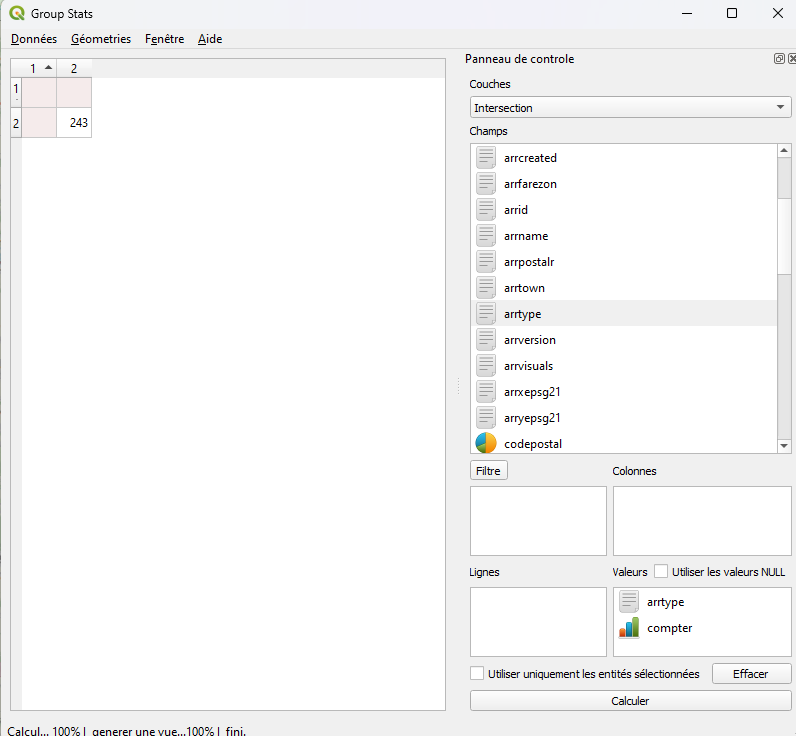 Group Stats
Données Géometries Fenêtre Aide
1 2
1
2 243
Panneau de controle
Couches
Intersection
Champs
arrcreated
arrfarezon
arrid
arrname
arrpostalr
arrtown
arrtype
arrversion
arrvisuals
arrxepsg21
arryepsg21
codepostal
Filtre Colonnes
Lignes Valeurs Utiliser les valeurs NULL
arrtype
compter
Utiliser uniquement les entités sélectionnées Effacer
Calculer
Calcul... 100% | generer une vue...100% | fini.